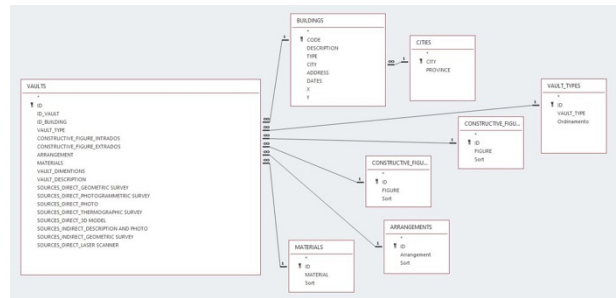 BUILDINGS
*
CODE
DESCRIPTION
TYPE
CITY
ADDRESS
DATES
X
Y
CITIES
*
CITY
PROVINCE
VAULTS
*
ID
ID_VAULT
ID_BUILDING
VAULT_TYPE
CONSTRUCTIVE_FIGURE_INTRADOS
CONSTRUCTIVE_FIGURE_EXTRADOS
ARRANGEMENT
MATERIALS
VAULT_DIMENTIONS
VAULT_DESCRIPTION
SOURCES_DIRECT_GEOMETRIC SURVEY
SOURCES_DIRECT_PHOTOGRAMMETRIC SURVEY
SOURCES_DIRECT_PHOTO
SOURCES_DIRECT_THERMOGRAPHIC SURVEY
SOURCES_DIRECT_3D MODEL
SOURCES_INDIRECT_DESCRIPTION AND PHOTO
SOURCES_INDIRECT_GEOMETRIC SURVEY
SOURCES_DIRECT_LASER SCANNER
VAULT_TYPES
*
ID
VAULT_TYPE
Ordinamento
CONSTRUCTIVE_FIGU...
*
ID
FIGURE
Sort
CONSTRUCTIVE_FIGU...
*
ID
FIGURE
Sort
ARRANGEMENTS
*
ID
Arrangement
Sort
MATERIALS
*
ID
MATERIAL
Sort